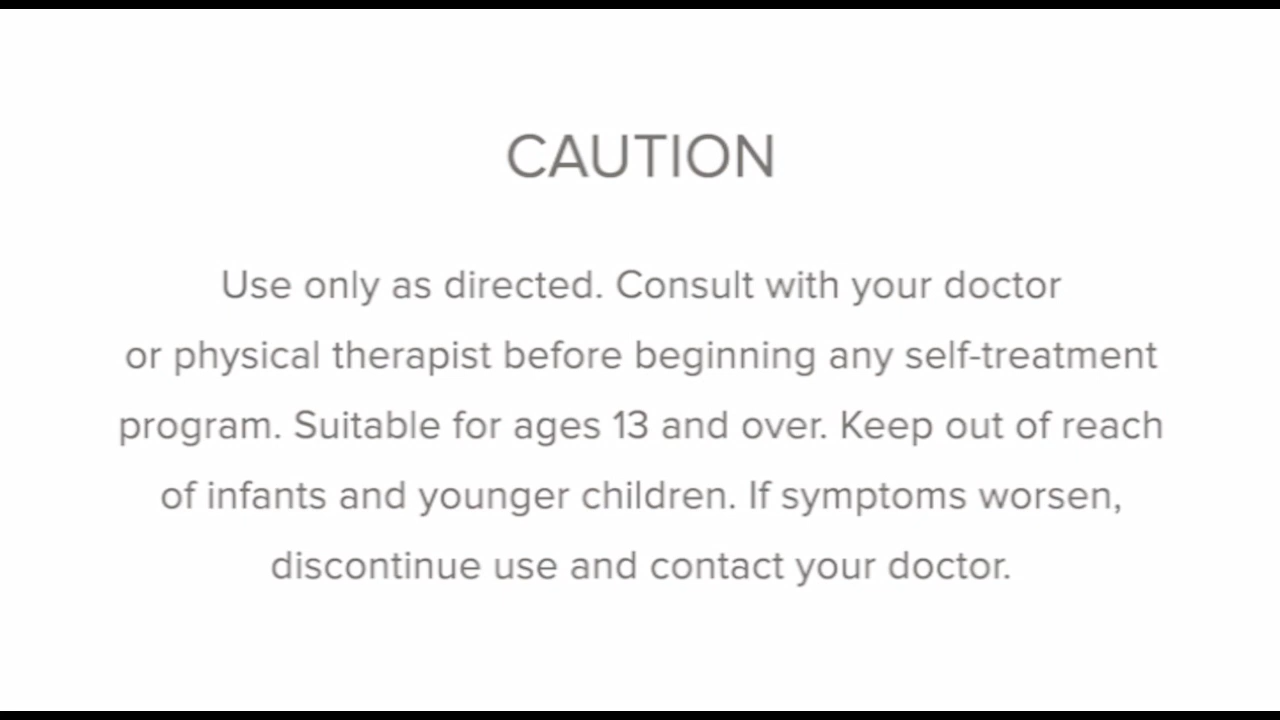 CAUTION
Use only as directed. Consult with your doctor
or physical therapist before beginning any self-treatment
program. Suitable for ages 13 and over. Keep out of reach
of infants and younger children. If symptoms worsen,
discontinue use and contact your doctor.